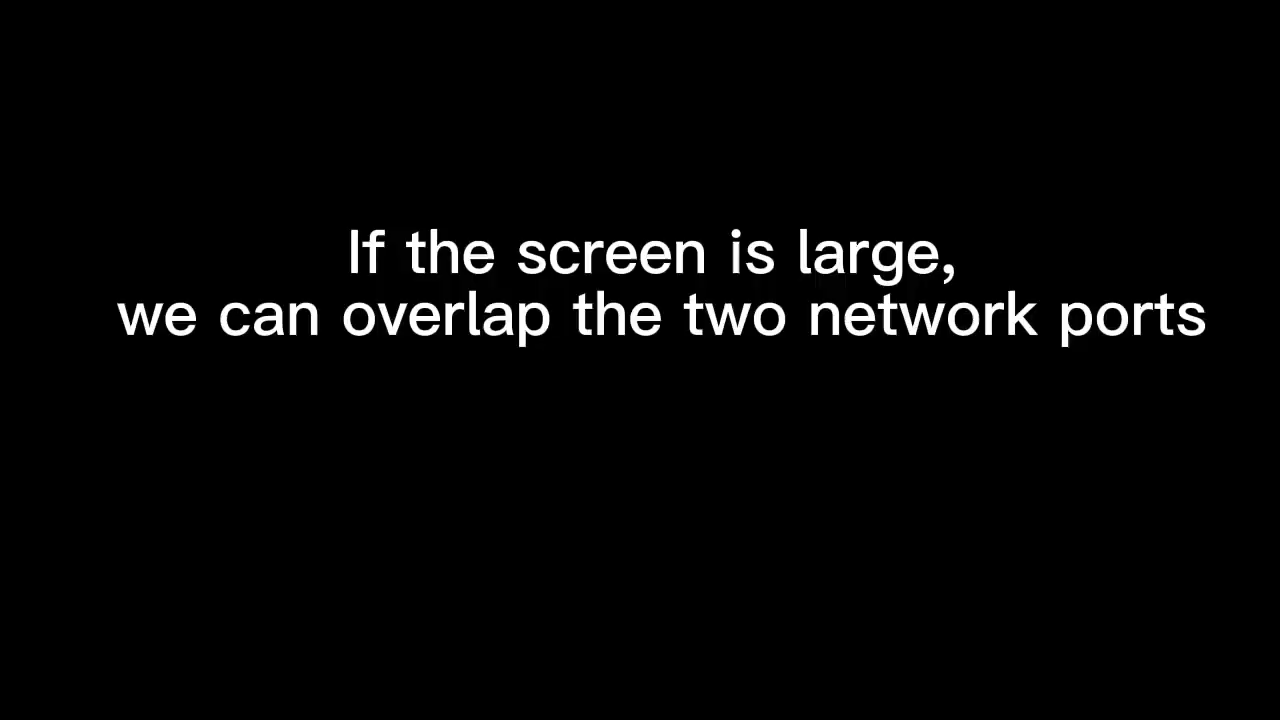 If the screen is large,
we can overlap the two network ports